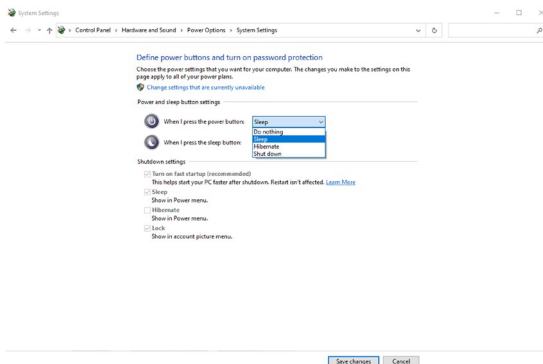 System Settings
Control Panel > Hardware and Sound > Power Options > System Settings
Define power buttons and turn on password protection
Choose the power settings that you want for your computer. The changes you make to the settings on this
page apply to all of your power plans.
Change settings that are currently unavailable
Power and sleep button settings
When I press the power button: Sleep
Do nothing
Sleep
Hibernate
Shut down
When I press the sleep button:
Shutdown settings
Turn on fast startup (recommended)
This helps start your PC faster after shutdown. Restart isn't affected. Learn More
Sleep
Show in Power menu.
Hibernate
Show in Power menu.
Lock
Show in account picture menu.
Save changes Cancel